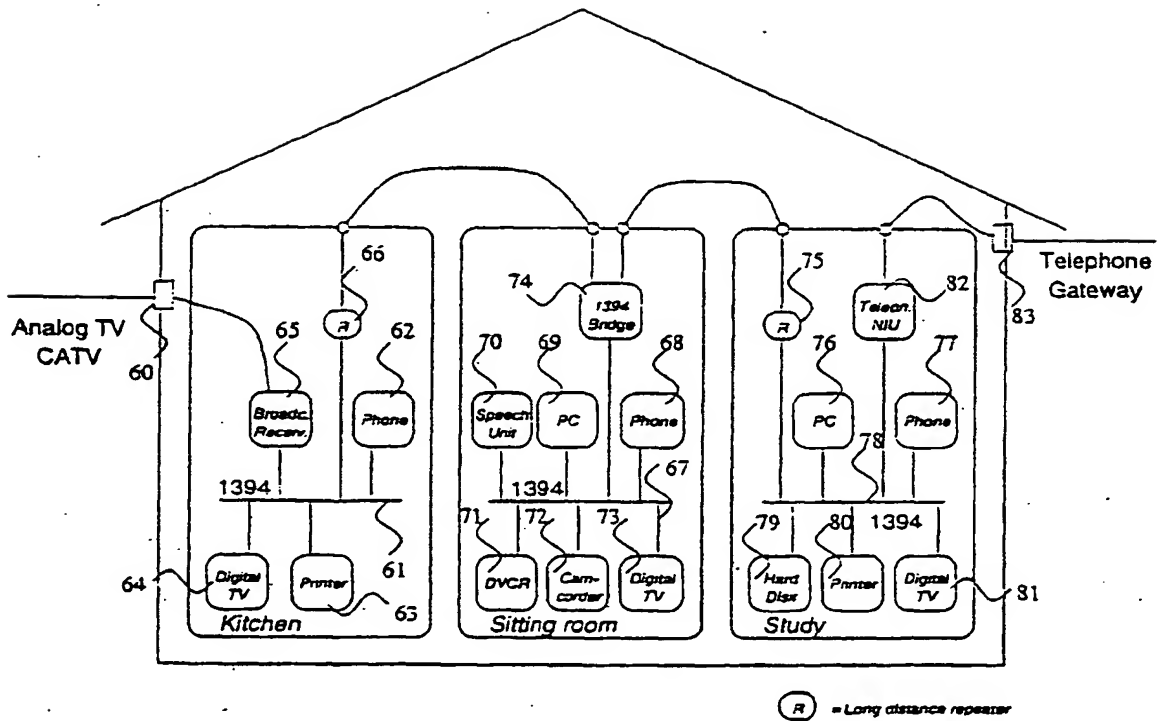 Analog TV
CATV
60
66
65
62
R
Broadc.
Receiv.
Phone
1394
61
64
Digital
TV
Printer
63
Kitchen
74
1394
Bridge
70
69
68
Speech
Unit
PC
Phone
67
1394
71
72
73
DVCR
Cam-
corder
Digital
TV
Sitting room
75
R
Telecn.
NIU
82
76
77
PC
Phone
78
1394
79
80
Hard
Disk
Printer
Digital
TV
81
Study
Telephone
Gateway
83
R = Long distance repeater